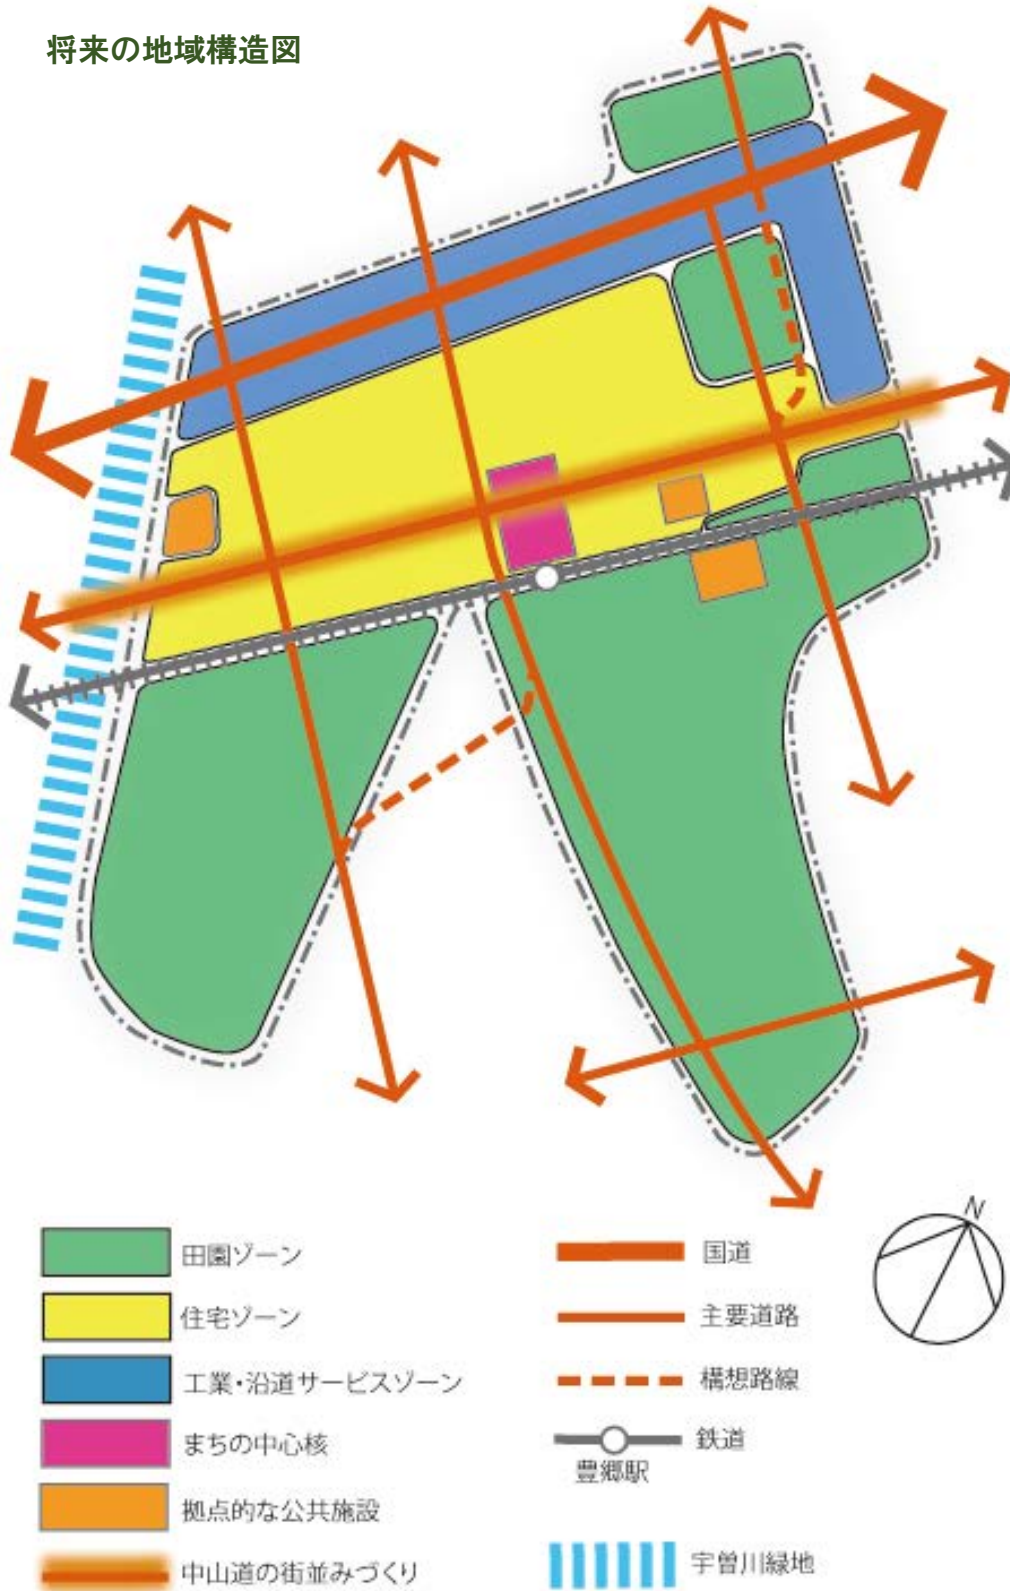 将来の地域構造図
N
田園ゾーン
住宅ゾーン
工業・沿道サービスゾーン
まちの中心核
拠点的な公共施設
中山道の街並みづくり
国道
主要道路
構想路線
鉄道
豊郷駅
宇曽川緑地